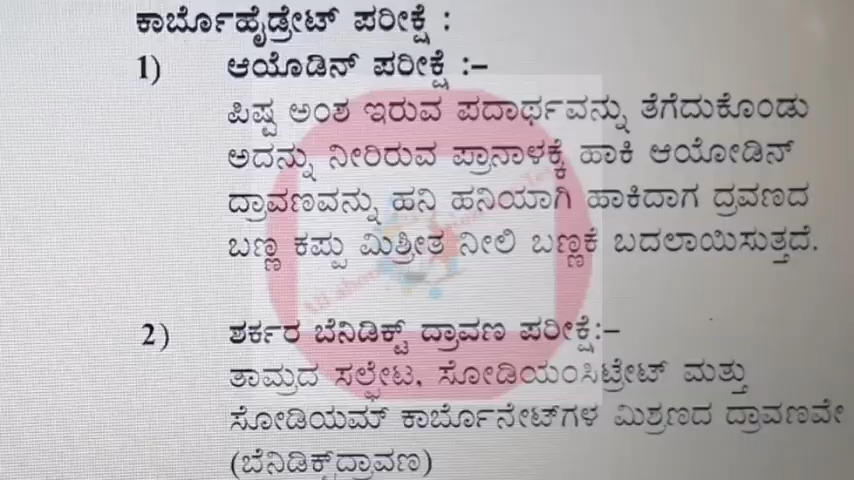 ಕಾರ್ಬೊಹೈಡ್ರೇಟ್ ಪರೀಕ್ಷೆ :
1) ಆಯೊಡಿನ್ ಪರೀಕ್ಷೆ :–
ಪಿಷ್ಟ ಅಂಶ ಇರುವ ಪದಾರ್ಥವನ್ನು ತೆಗೆದುಕೊಂಡು
ಅದನ್ನು ನೀರಿರುವ ಪ್ರಾನಾಳಕ್ಕೆ ಹಾಕಿ ಆಯೋಡಿನ್
ದ್ರಾವಣವನ್ನು ಹನಿ ಹನಿಯಾಗಿ ಹಾಕಿದಾಗ ದ್ರವಣದ
ಬಣ್ಣ ಕಪ್ಪು ಮಿಶ್ರೀತ ನೀಲಿ ಬಣ್ಣಕೆ ಬದಲಾಯಿಸುತ್ತದೆ.
2) ಶರ್ಕರ ಬೆನಿಡಿಕ್ಟ್ ದ್ರಾವಣ ಪರೀಕ್ಷೆ:–
ತಾಮ್ರದ ಸಲ್ಫೇಟ, ಸೋಡಿಯಂಸಿಟ್ರೇಟ್ ಮತ್ತು
ಸೋಡಿಯಮ್ ಕಾರ್ಬೊನೇಟ್‌ಗಳ ಮಿಶ್ರಣದ ದ್ರಾವಣವೇ
(ಬೆನಿಡಿಕ್ಟ್‌ದ್ರಾವಣ)